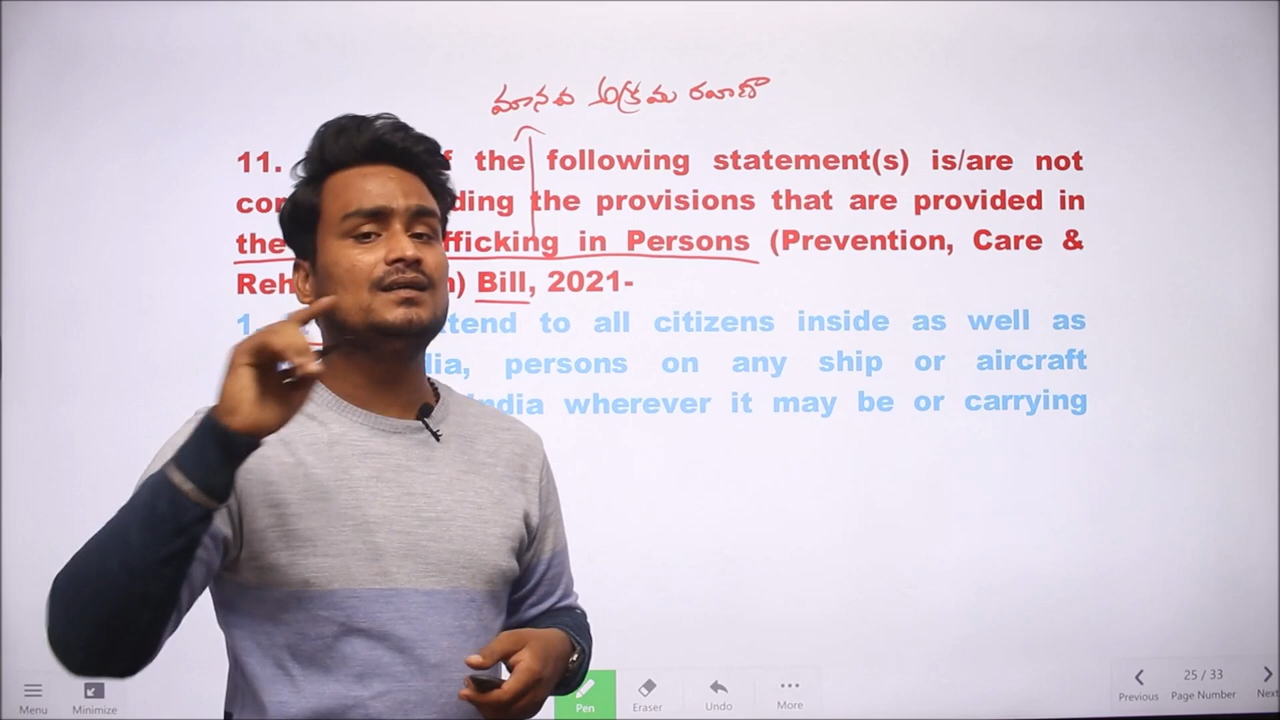 మానవ అక్రమ రవాణా
11. the following statement(s) is/are not
ding the provisions that are provided in
the fficking in Persons (Prevention, Care &
Reh ) Bill, 2021-
1. tend to all citizens inside as well as
dia, persons on any ship or aircraft
India wherever it may be or carrying
Menu Minimize Pen Eraser Undo More Previous 25 / 33 Page Number Next